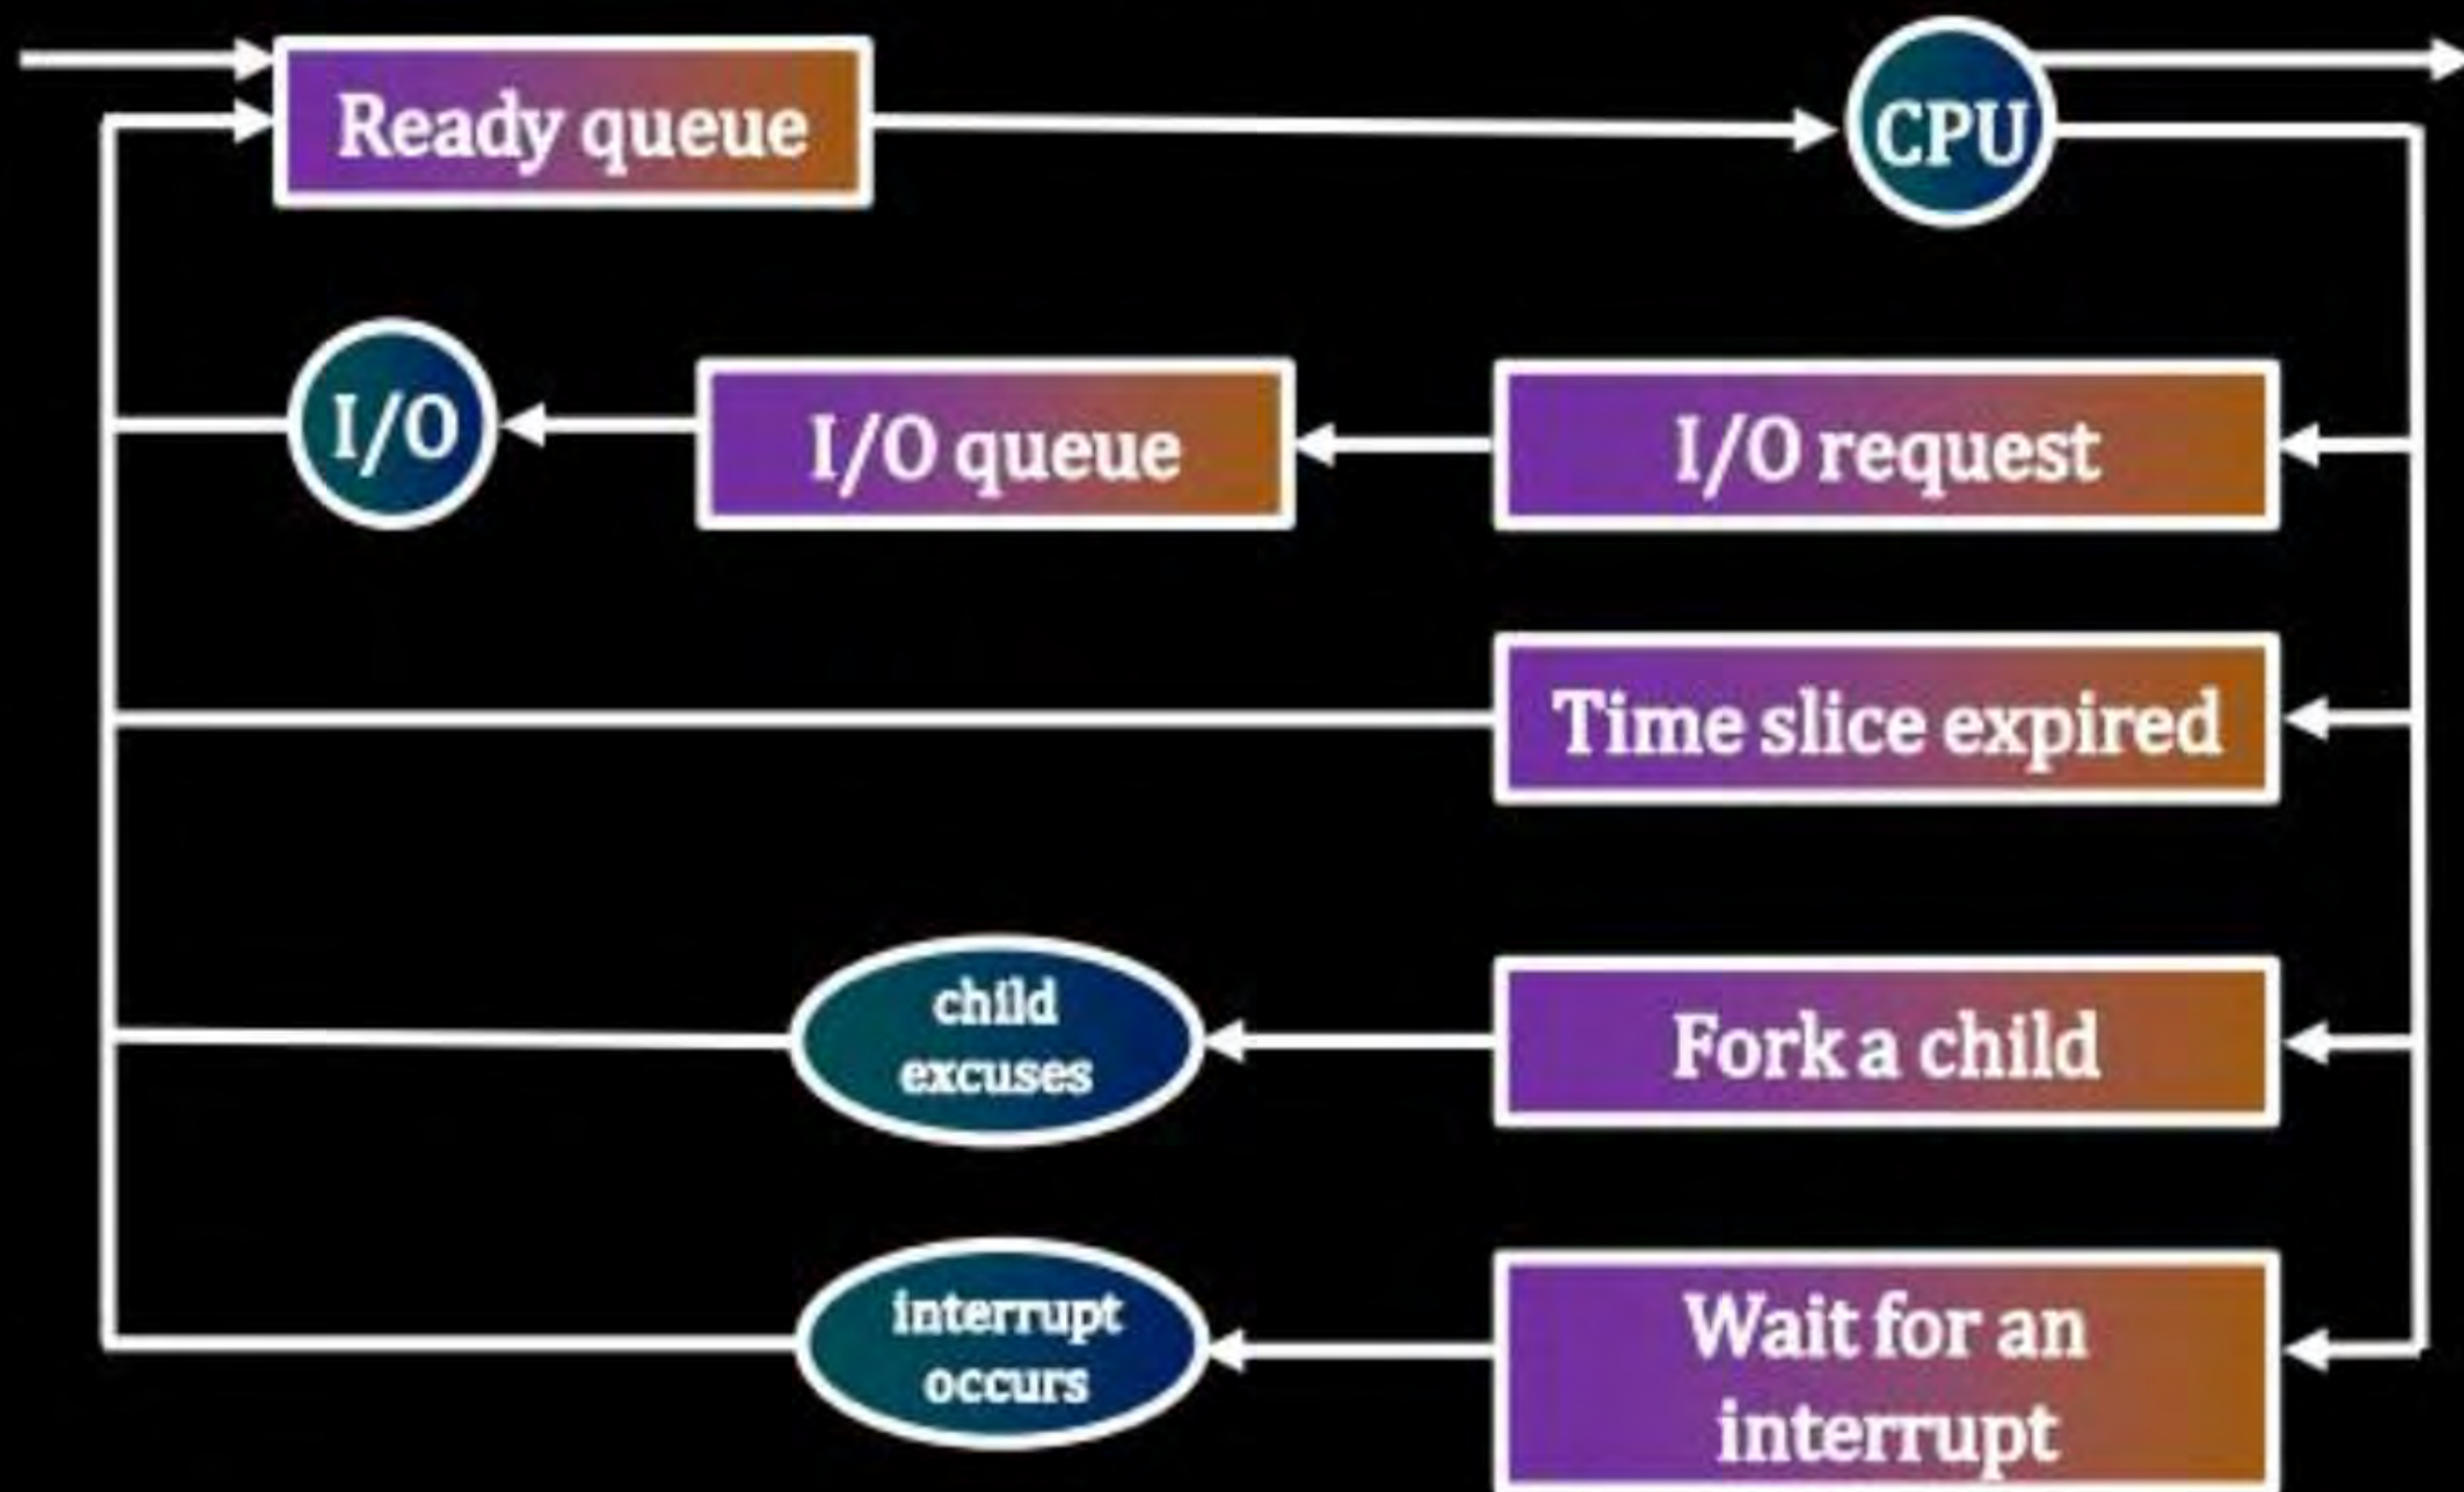 Ready queue
CPU
I/O
I/O queue
I/O request
Time slice expired
child
excuses
Fork a child
interrupt
occurs
Wait for an
interrupt